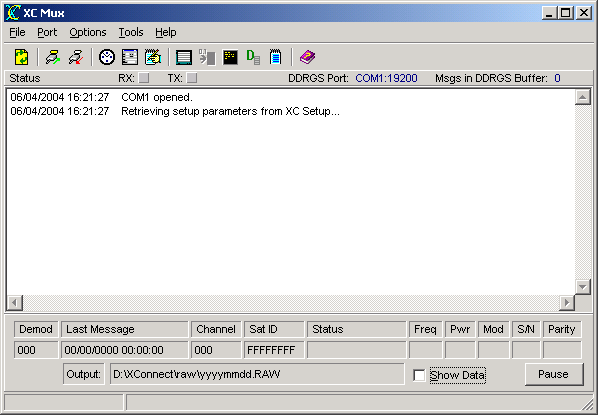 XC Mux
File Port Options Tools Help
Status RX: TX: DDRGS Port: COM1:19200 Msgs in DDRGS Buffer: 0
06/04/2004 16:21:27 COM1 opened.
06/04/2004 16:21:27 Retrieving setup parameters from XC Setup...
Demod Last Message Channel Sat ID Status Freq Pwr Mod S/N Parity
000 00/00/0000 00:00:00 000 FFFFFFFF
Output: D:\XConnect\raw\yyyymmdd.RAW Show Data Pause